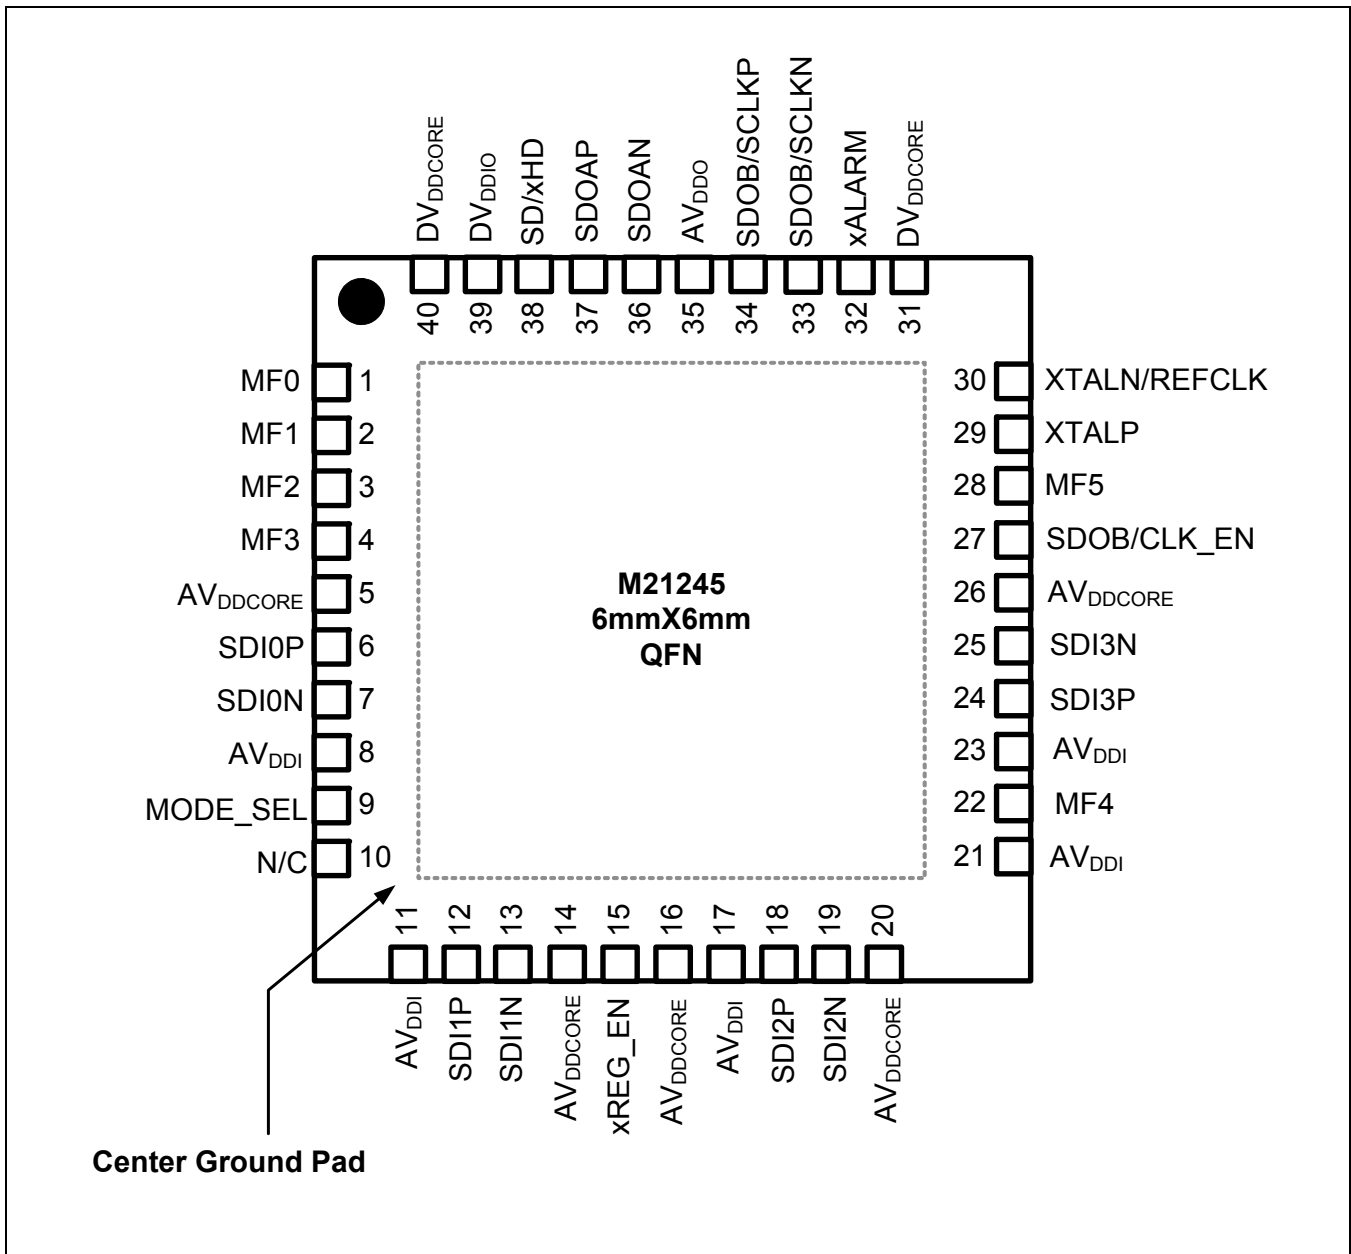 DVDDCORE
DVDDIO
SD/xHD
SDOAP
SDOAN
AVDDO
SDOB/SCLKP
SDOB/SCLKN
xALARM
DVDDCORE
40
39
38
37
36
35
34
33
32
31
MF0 1
MF1 2
MF2 3
MF3 4
AVDDCORE 5
SDI0P 6
SDI0N 7
AVDDI 8
MODE_SEL 9
N/C 10
M21245
6mmX6mm
QFN
30 XTALN/REFCLK
29 XTALP
28 MF5
27 SDOB/CLK_EN
26 AVDDCORE
25 SDI3N
24 SDI3P
23 AVDDI
22 MF4
21 AVDDI
11
12
13
14
15
16
17
18
19
20
AVDDI
SDI1P
SDI1N
AVDDCORE
xREG_EN
AVDDCORE
AVDDI
SDI2P
SDI2N
AVDDCORE
Center Ground Pad